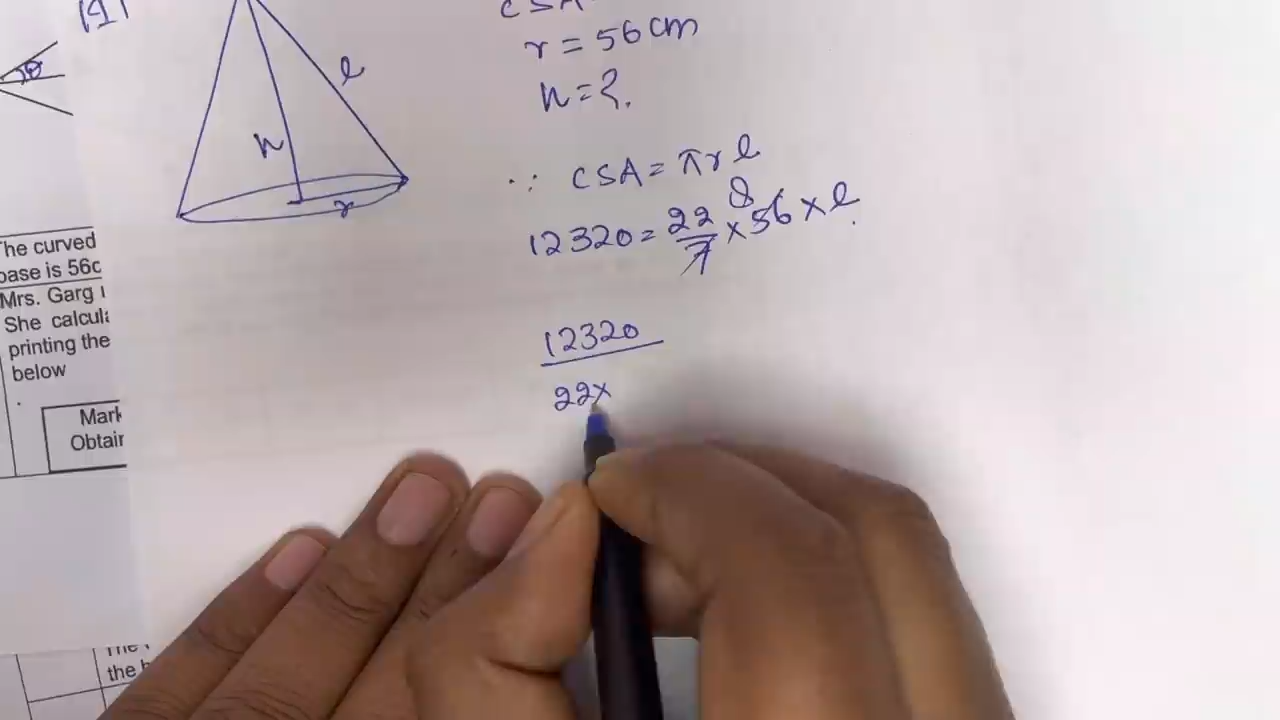 191
θ
l
h
r
CSA=
r = 56 cm
h = ?.
∴ CSA = πrl
8
12320 = 22/7 × 56 × l
12320
22×
The curved
base is 56c
Mrs. Garg
She calcul
printing the
below
Mark
Obtain
the